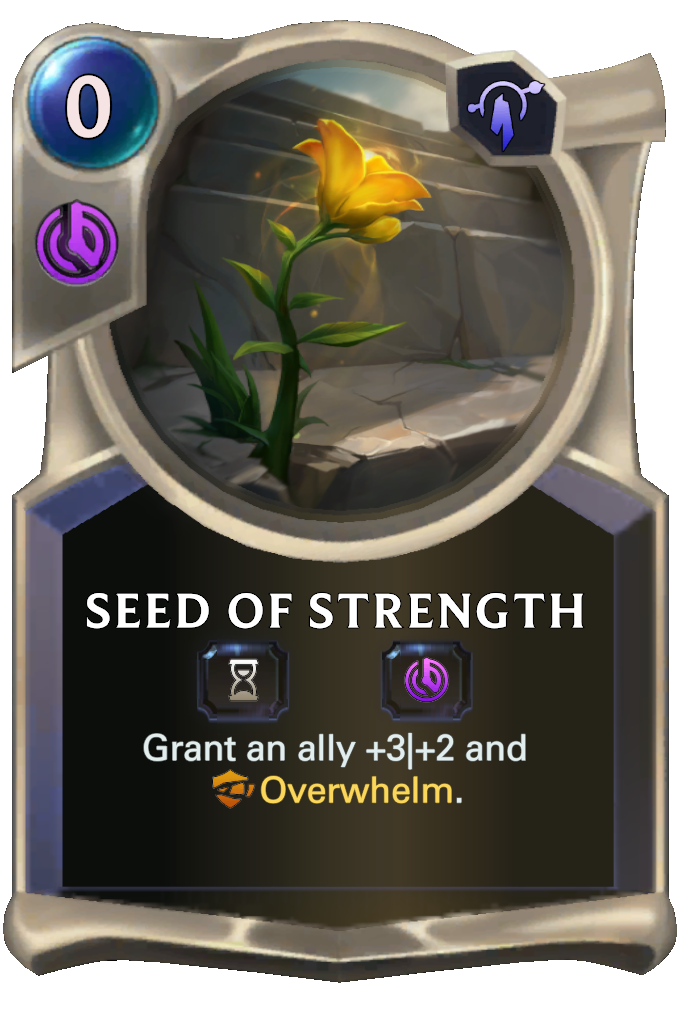 0
SEED OF STRENGTH
Grant an ally +3|+2 and
Overwhelm.